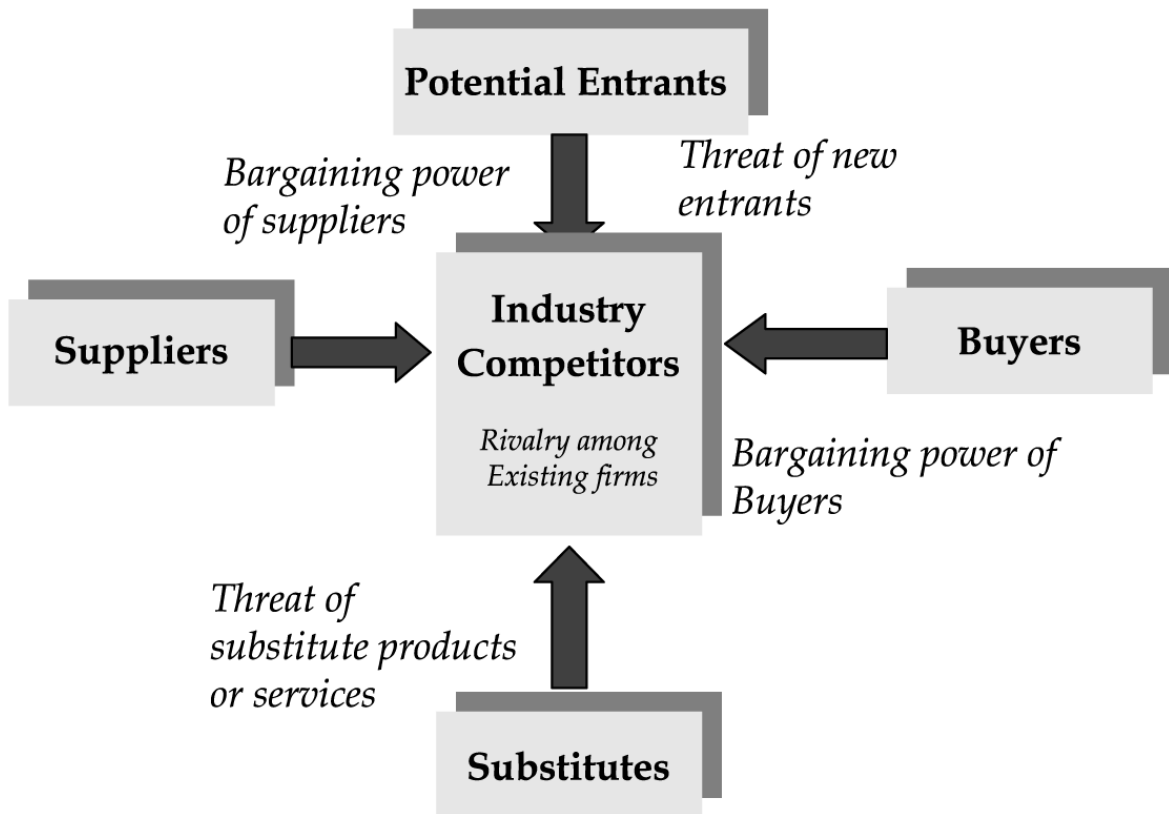 Potential Entrants
Bargaining power
of suppliers
Threat of new
entrants
Suppliers
Industry
Competitors
Rivalry among
Existing firms
Buyers
Bargaining power of
Buyers
Threat of
substitute products
or services
Substitutes